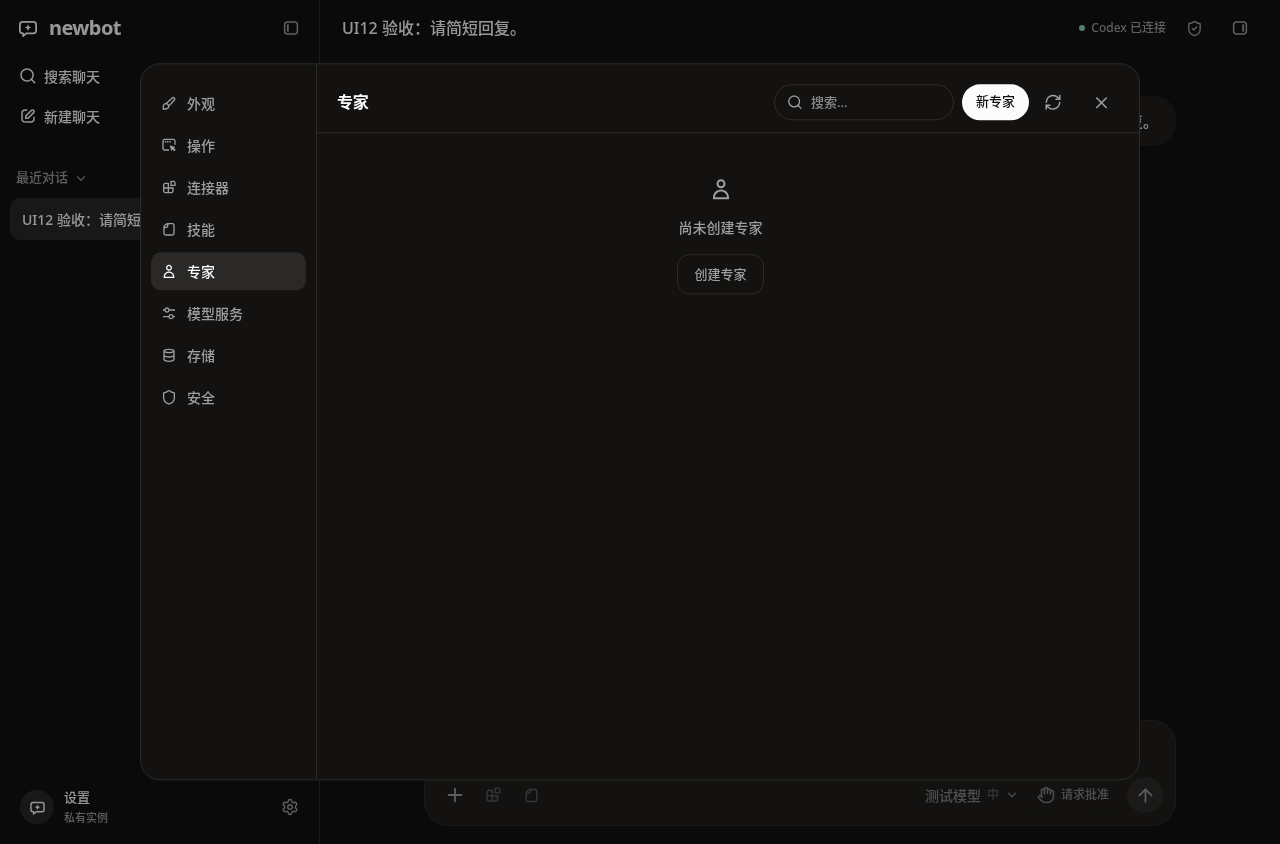 newbot
搜索聊天
新建聊天
最近对话
UI12 验收：请简短
设置
私有实例
UI12 验收：请简短回复。
Codex 已连接
外观
操作
连接器
技能
专家
模型服务
存储
安全
专家
搜索...
新专家
尚未创建专家
创建专家
。
测试模型 中
请求批准